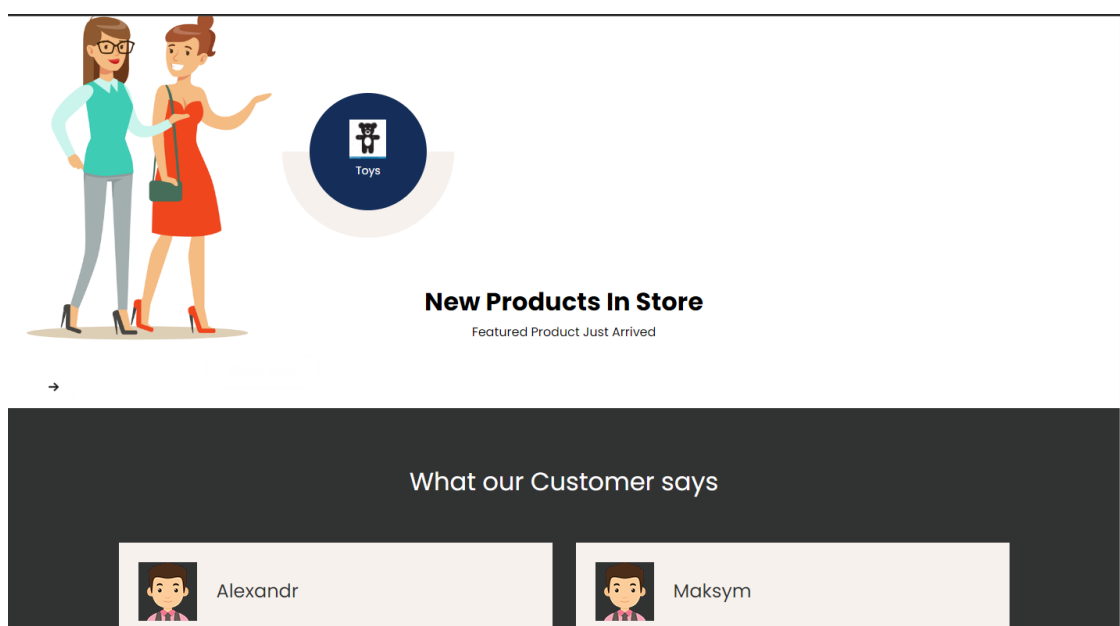 Toys
New Products In Store
Featured Product Just Arrived
→
What our Customer says
Alexandr
Maksym